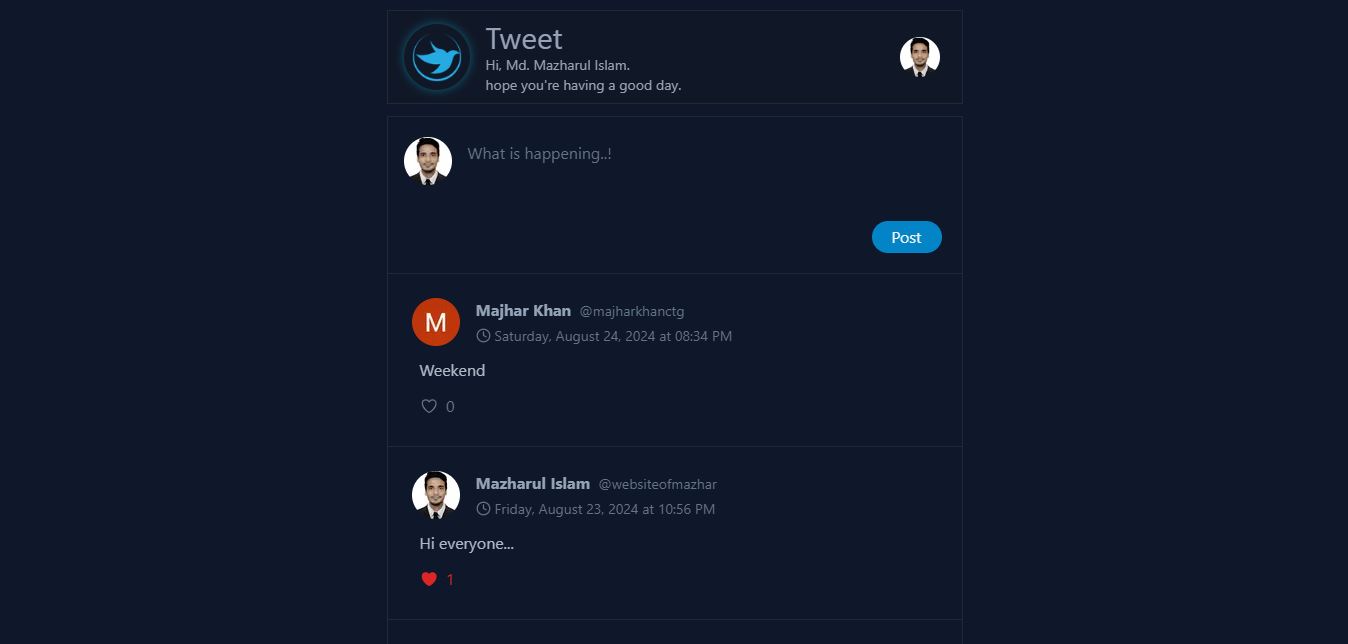 Tweet
Hi, Md. Mazharul Islam.
hope you're having a good day.
What is happening..!
Post
M
Majhar Khan @majharkhanctg
Saturday, August 24, 2024 at 08:34 PM
Weekend
0
Mazharul Islam @websiteofmazhar
Friday, August 23, 2024 at 10:56 PM
Hi everyone...
1